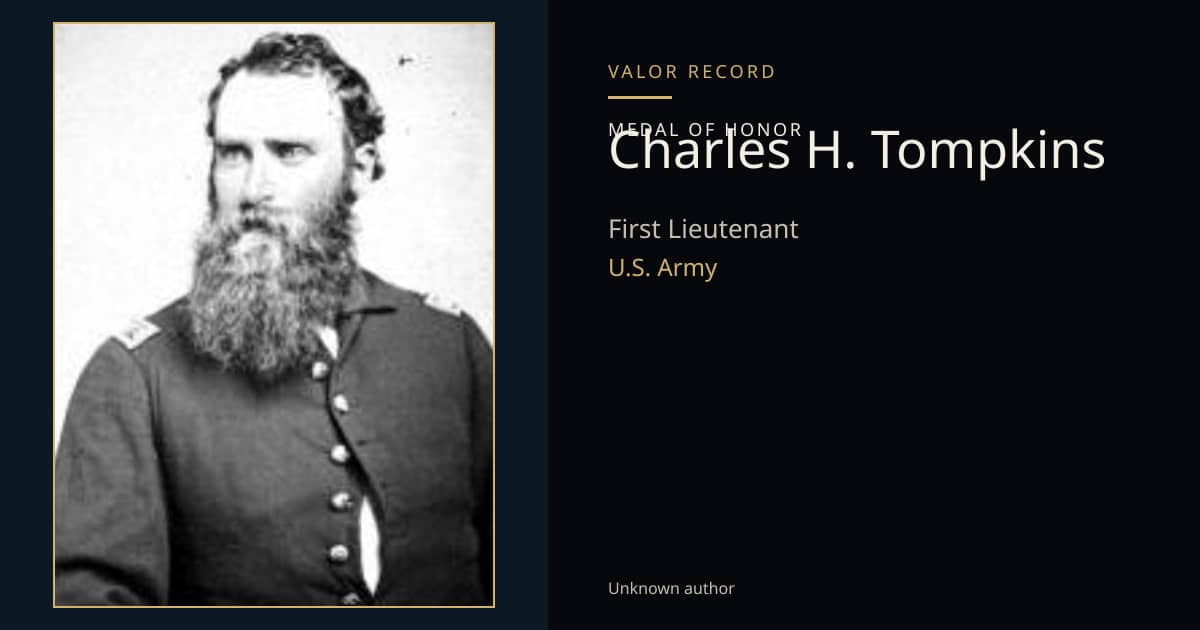 VALOR RECORD
MEDAL OF HONOR
Charles H. Tompkins
First Lieutenant
U.S. Army
Unknown author